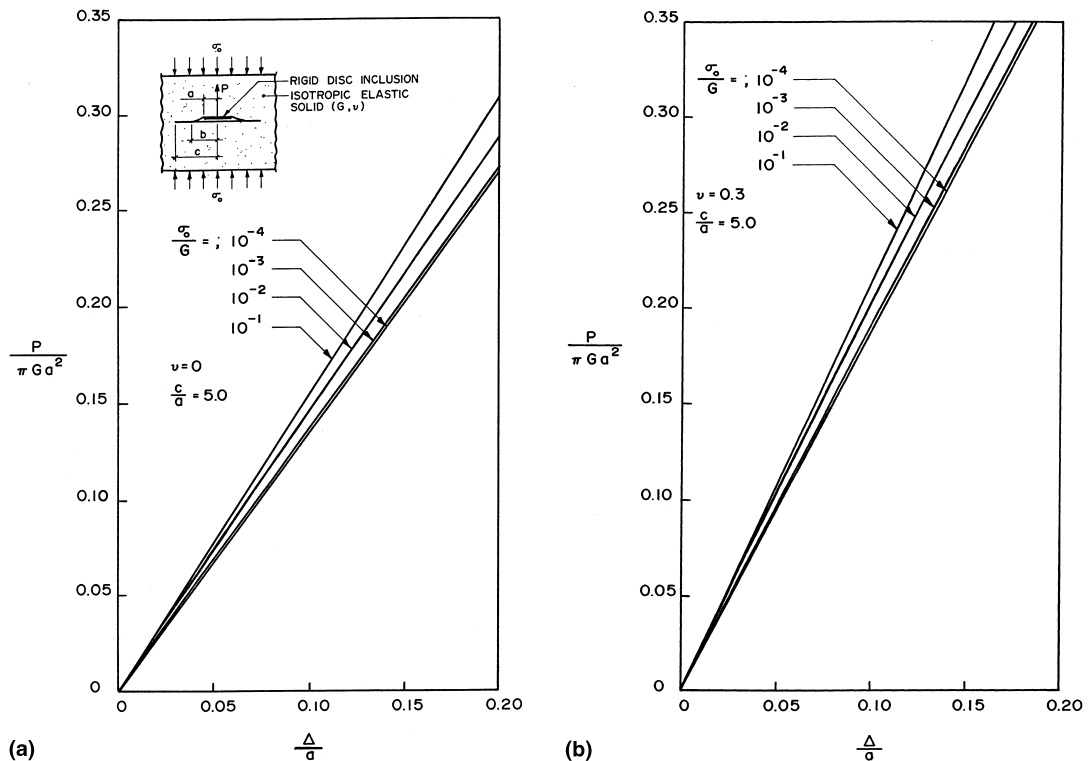 0.35
0.30
0.25
0.20
0.15
0.10
0.05
0
P
π G a²
σₒ
P
a
b
c
σₒ
RIGID DISC INCLUSION
ISOTROPIC ELASTIC
SOLID (G,ν)
σₒ/G = ; 10⁻⁴
10⁻³
10⁻²
10⁻¹
ν = 0
c/a = 5.0
0 0.05 0.10 0.15 0.20
Δ/a
(a)
0.35
0.30
0.25
0.20
0.15
0.10
0.05
0
P
π G a²
σₒ/G = ; 10⁻⁴
10⁻³
10⁻²
10⁻¹
ν = 0.3
c/a = 5.0
0 0.05 0.10 0.15 0.20
Δ/a
(b)